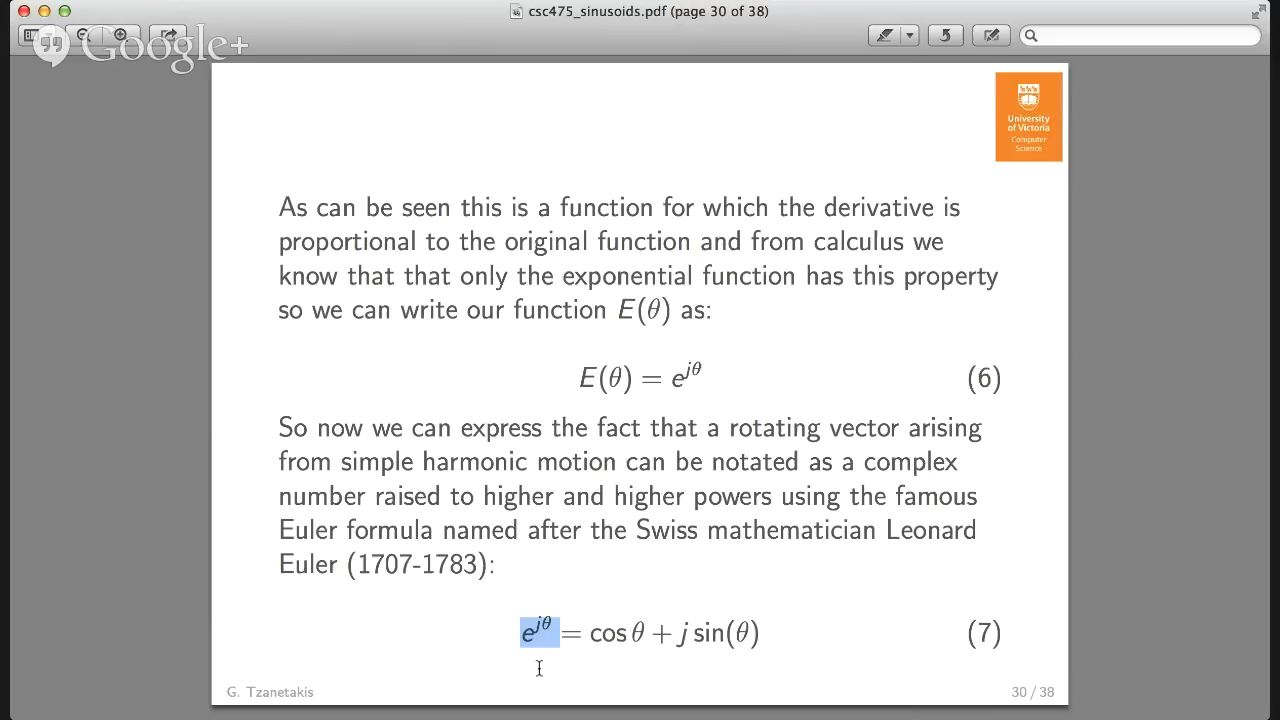 csc475_sinusoids.pdf (page 30 of 38)
Google+
University
of Victoria
Computer
Science
As can be seen this is a function for which the derivative is
proportional to the original function and from calculus we
know that that only the exponential function has this property
so we can write our function E(θ) as:
E(θ) = e^{jθ} (6)
So now we can express the fact that a rotating vector arising
from simple harmonic motion can be notated as a complex
number raised to higher and higher powers using the famous
Euler formula named after the Swiss mathematician Leonard
Euler (1707-1783):
e^{jθ} = cos θ + j sin(θ) (7)
G. Tzanetakis 30 / 38